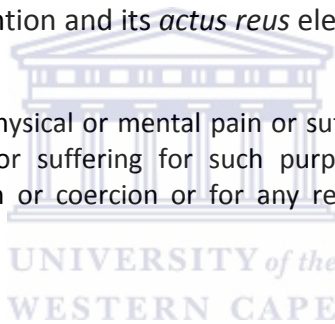 ntion and its actus reus ele
hysical or mental pain or su
or suffering for such purp
or coercion or for any re
UNIVERSITY of the
WESTERN CAPE